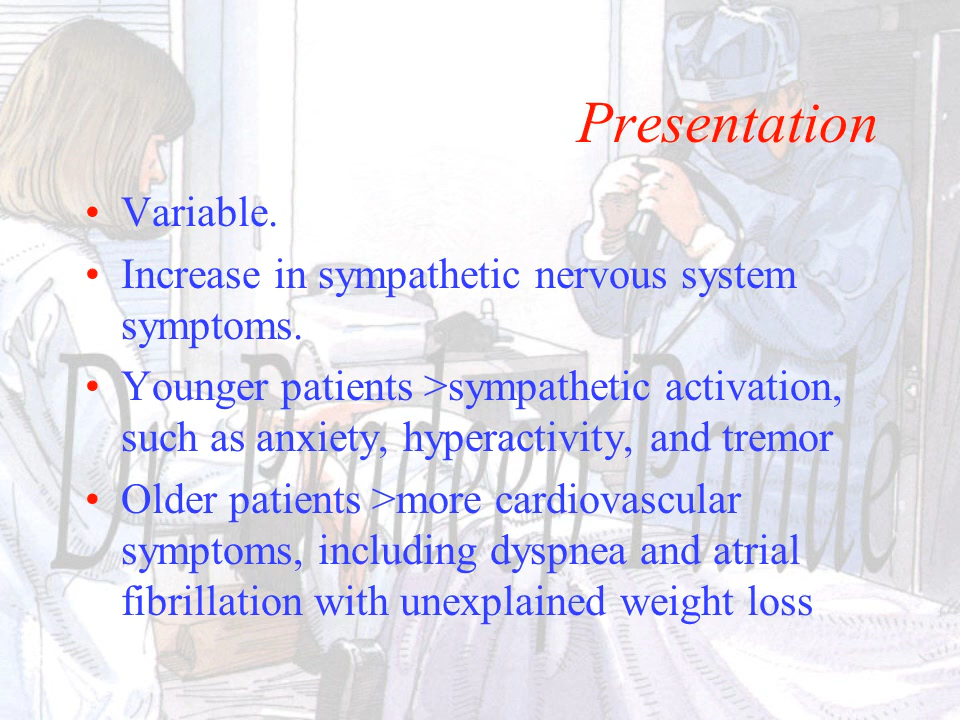 Presentation
• Variable.
• Increase in sympathetic nervous system
symptoms.
• Younger patients >sympathetic activation,
such as anxiety, hyperactivity, and tremor
• Older patients >more cardiovascular
symptoms, including dyspnea and atrial
fibrillation with unexplained weight loss